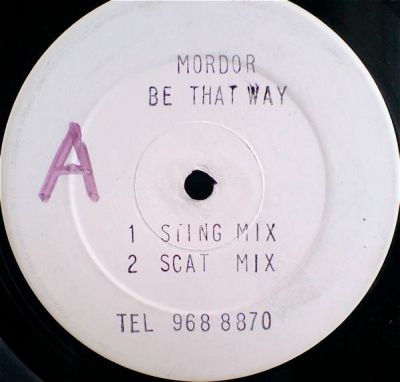 MORDOR
BE THAT WAY
A
1 STING MIX
2 SCAT MIX
TEL 968 8870